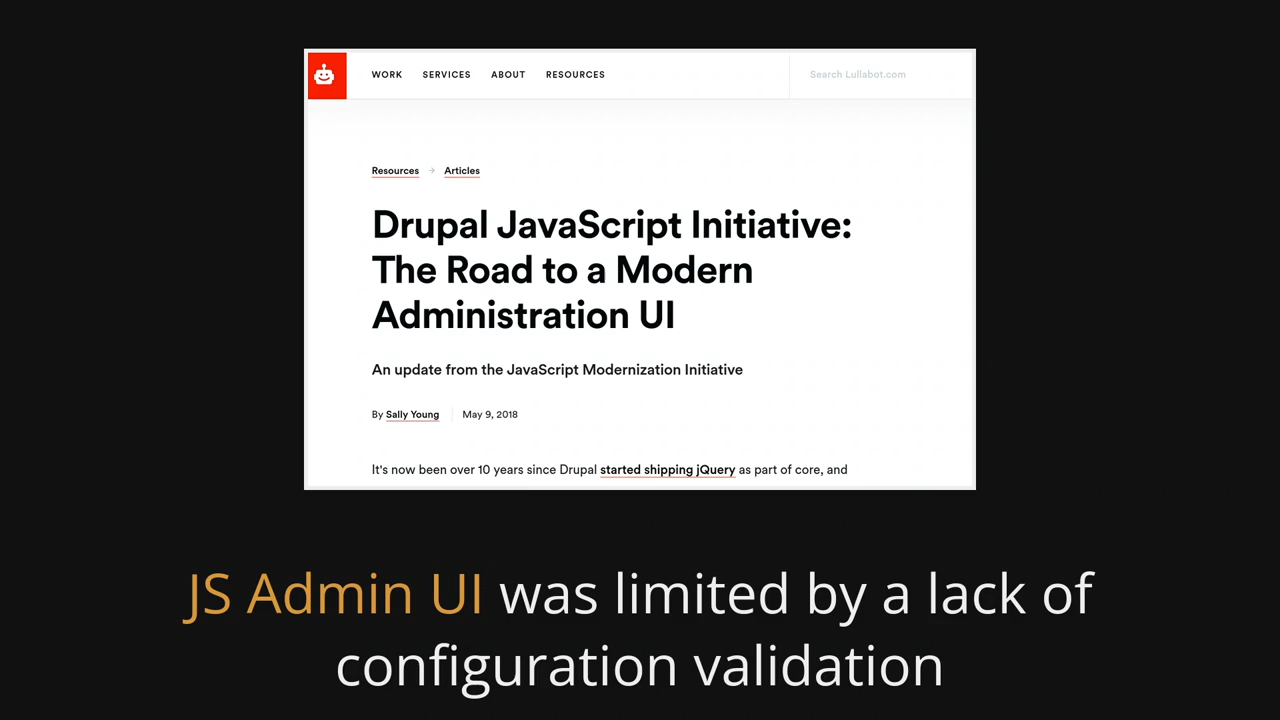 WORK SERVICES ABOUT RESOURCES Search Lullabot.com
Resources → Articles
Drupal JavaScript Initiative:
The Road to a Modern
Administration UI
An update from the JavaScript Modernization Initiative
By Sally Young May 9, 2018
It's now been over 10 years since Drupal started shipping jQuery as part of core, and
JS Admin UI was limited by a lack of
configuration validation